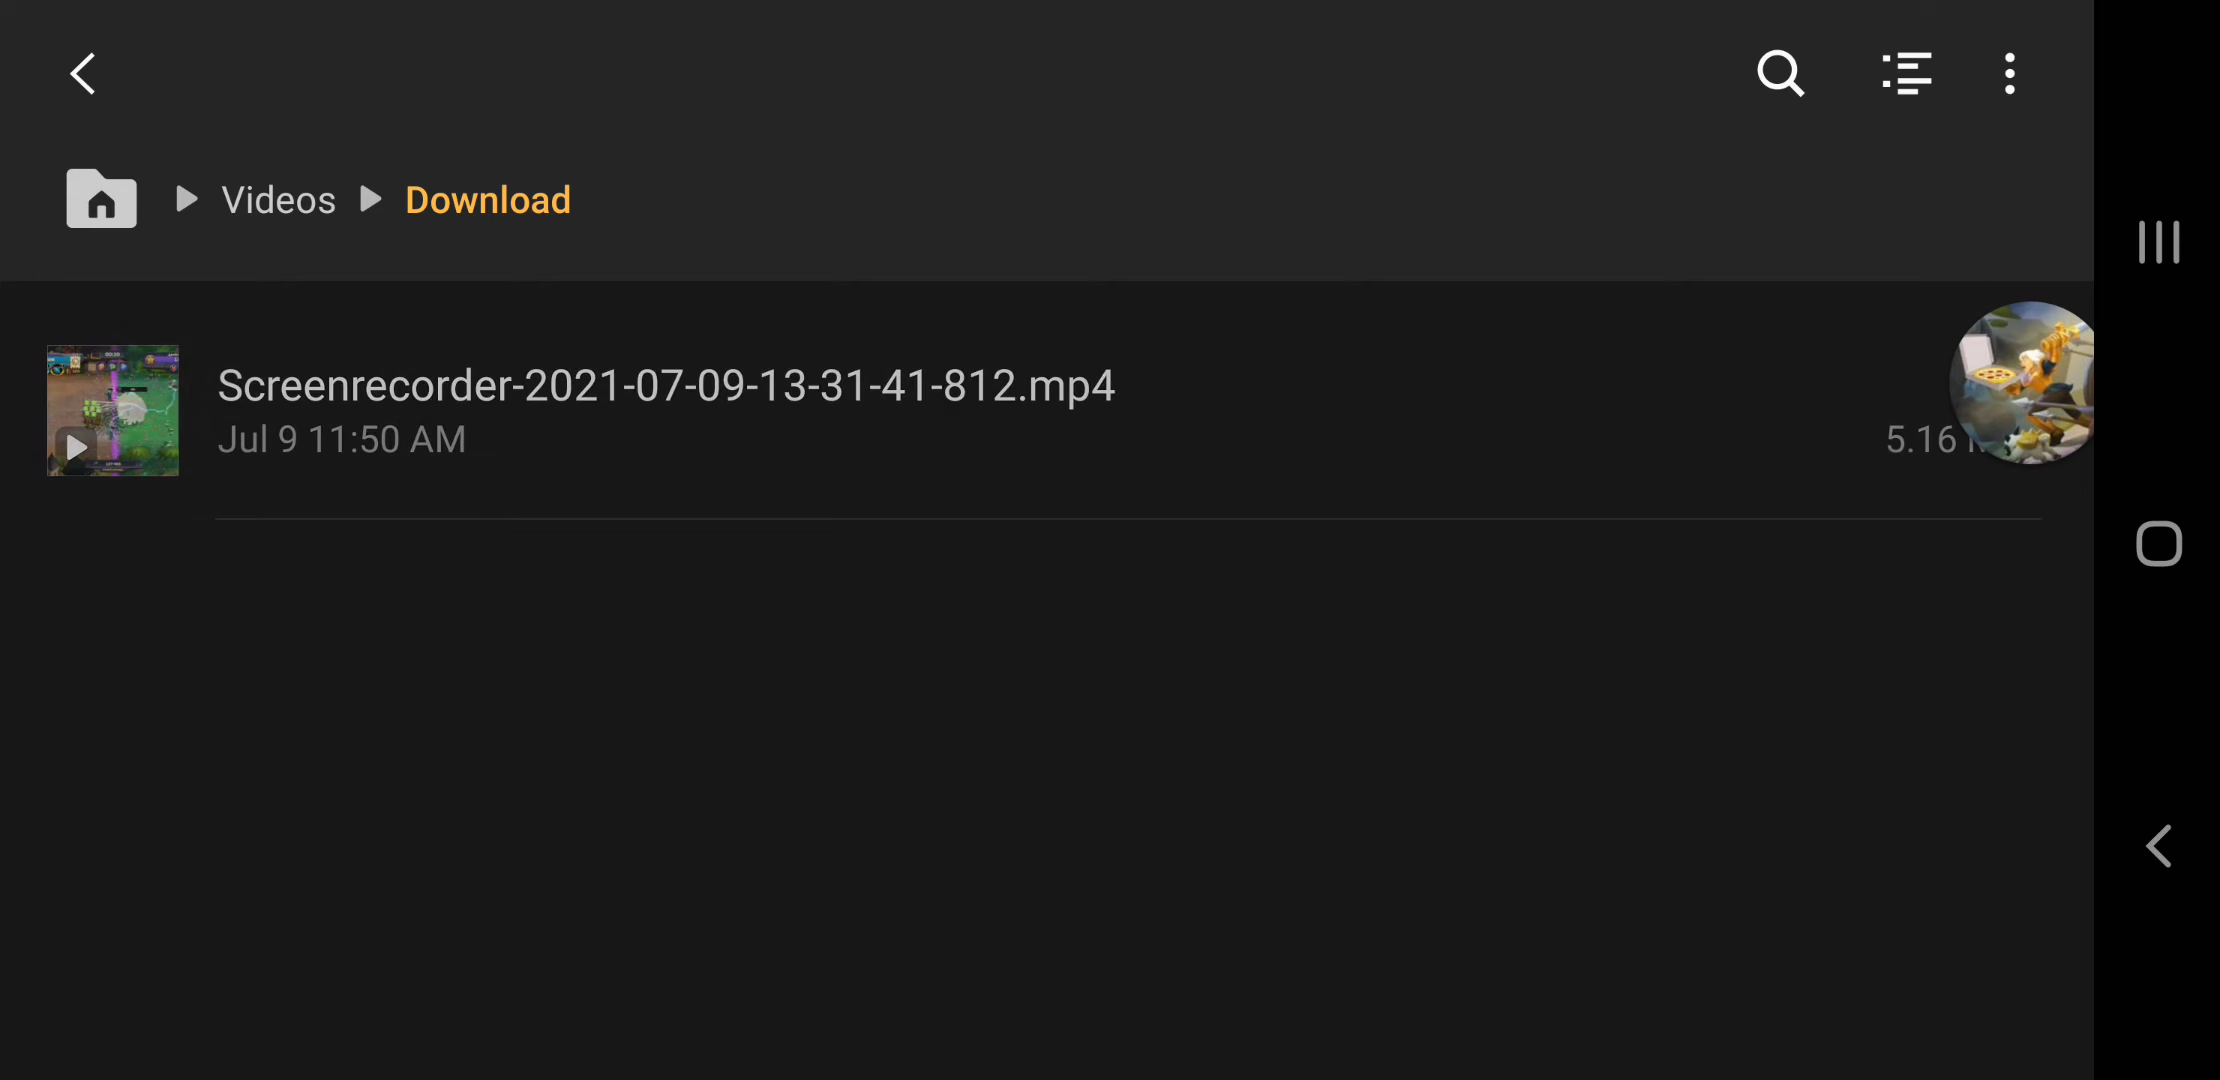 Videos Download
Screenrecorder-2021-07-09-13-31-41-812.mp4
Jul 9 11:50 AM
5.16